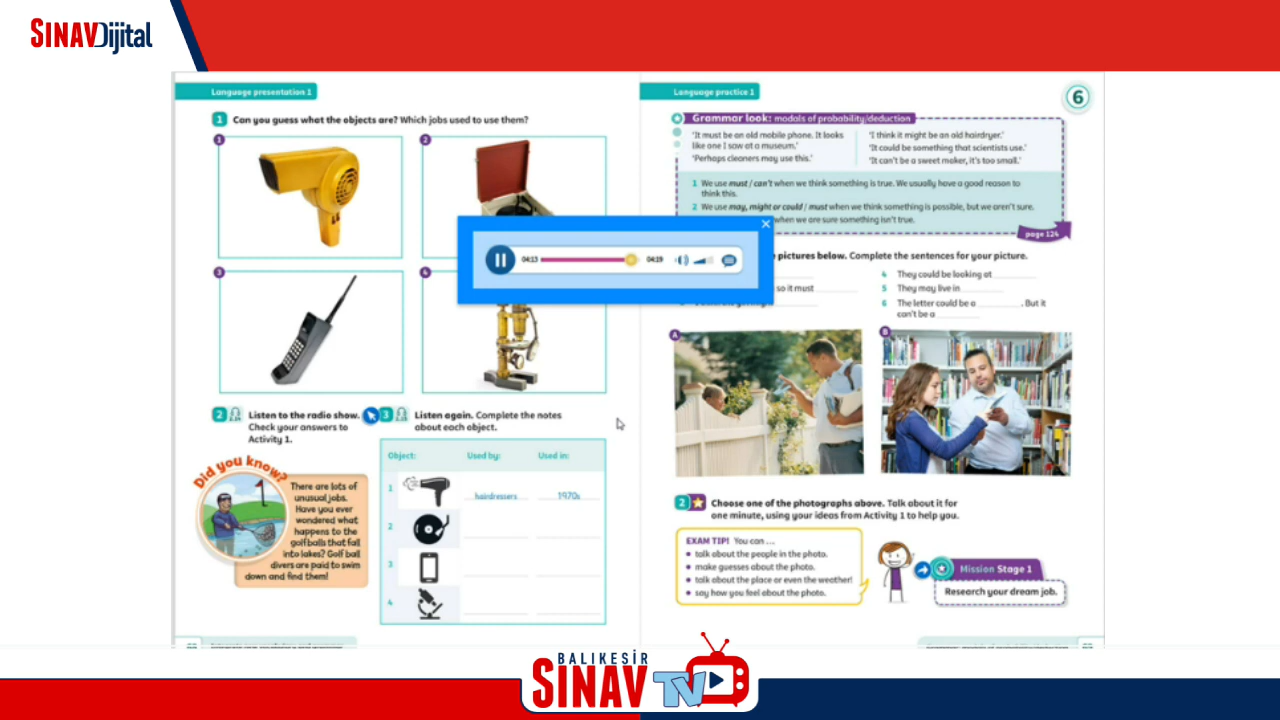 SINAVDijital
Language presentation 1
1 Can you guess what the objects are? Which jobs used to use them?
1
2
3
4
2 Listen to the radio show.
Check your answers to
Activity 1.
3 Listen again. Complete the notes
about each object.
Did you know?
There are lots of
unusual jobs.
Have you ever
wondered what
happens to the
golf balls that fall
into lakes? Golf ball
divers are paid to swim
down and find them!
Object: Used by: Used in:
1 hairdressers 1970s
2
3
4
04:13 04:19
Language practice 1
6
Grammar look: modals of probability/deduction
'It must be an old mobile phone. It looks
like one I saw at a museum.'
'Perhaps cleaners may use this.'
'I think it might be an old hairdryer.'
'It could be something that scientists use.'
'It can't be a sweet maker, it's too small.'
1 We use must / can't when we think something is true. We usually have a good reason to
think this.
2 We use may, might or could / must when we think something is possible, but we aren't sure.
when we are sure something isn't true.
page 124
pictures below. Complete the sentences for your picture.
so it must
4 They could be looking at
5 They may live in
6 The letter could be a . But it
can't be a
A
B
2 Choose one of the photographs above. Talk about it for
one minute, using your ideas from Activity 1 to help you.
EXAM TIP! You can ...
• talk about the people in the photo.
• make guesses about the photo.
• talk about the place or even the weather!
• say how you feel about the photo.
Mission Stage 1
Research your dream job.
BALIKESİR
SINAV TV